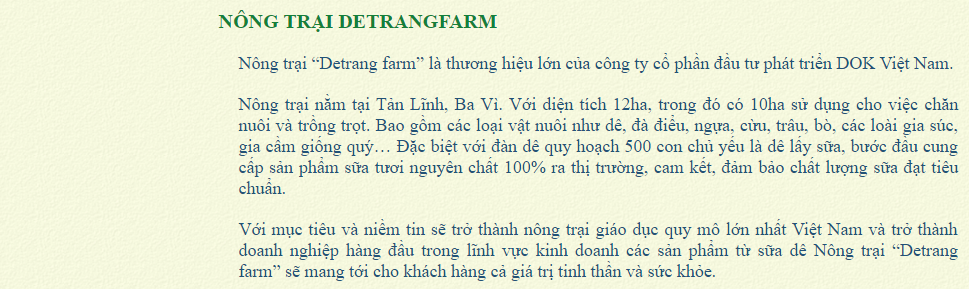 NÔNG TRẠI DETRANGFARM
Nông trại “Detrang farm” là thương hiệu lớn của công ty cổ phần đầu tư phát triển DOK Việt Nam.
Nông trại nằm tại Tản Lĩnh, Ba Vì. Với diện tích 12ha, trong đó có 10ha sử dụng cho việc chăn
nuôi và trồng trọt. Bao gồm các loại vật nuôi như dê, đà điểu, ngựa, cừu, trâu, bò, các loài gia súc,
gia cầm giống quý… Đặc biệt với đàn dê quy hoạch 500 con chủ yếu là dê lấy sữa, bước đầu cung
cấp sản phẩm sữa tươi nguyên chất 100% ra thị trường, cam kết, đảm bảo chất lượng sữa đạt tiêu
chuẩn.
Với mục tiêu và niềm tin sẽ trở thành nông trại giáo dục quy mô lớn nhất Việt Nam và trở thành
doanh nghiệp hàng đầu trong lĩnh vực kinh doanh các sản phẩm từ sữa dê Nông trại “Detrang
farm” sẽ mang tới cho khách hàng cả giá trị tinh thần và sức khỏe.